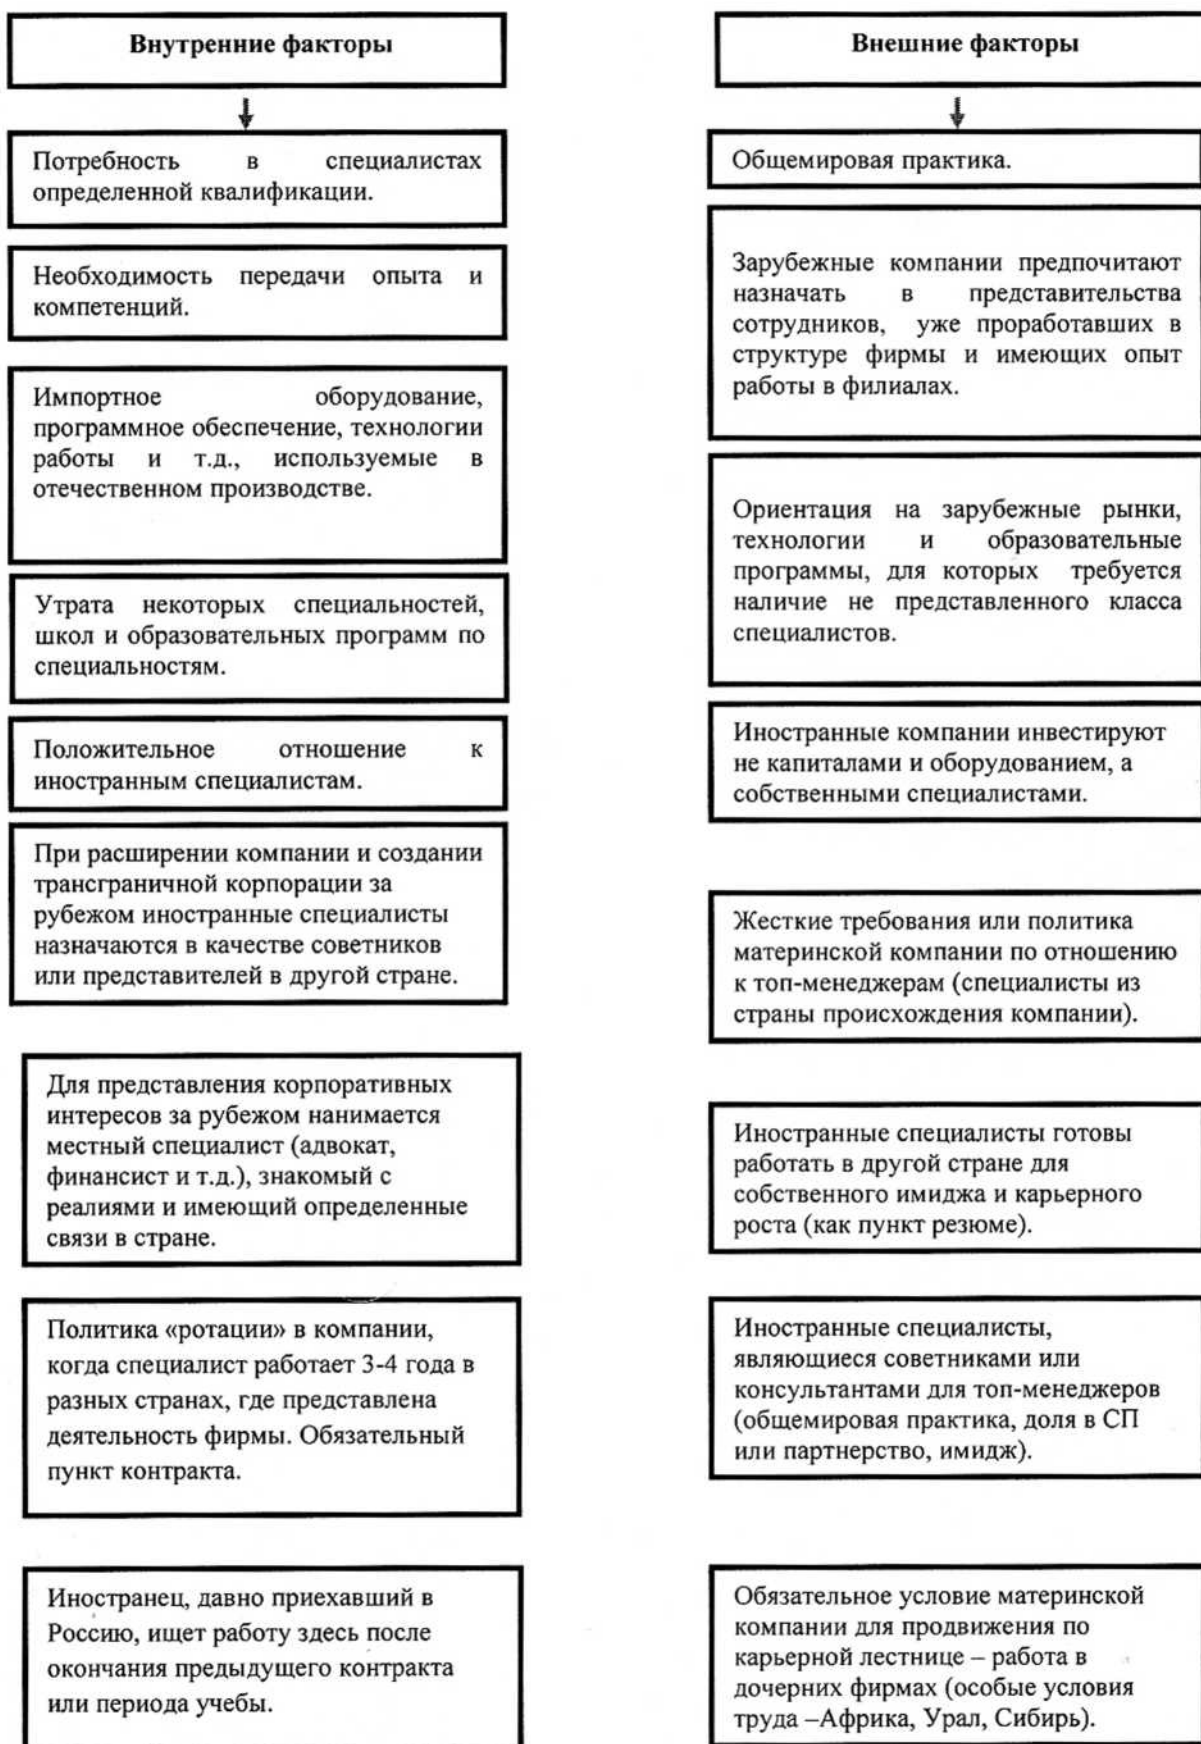 Внутренние факторы
Потребность в специалистах
определенной квалификации.
Необходимость передачи опыта и
компетенций.
Импортное оборудование,
программное обеспечение, технологии
работы и т.д., используемые в
отечественном производстве.
Утрата некоторых специальностей,
школ и образовательных программ по
специальностям.
Положительное отношение к
иностранным специалистам.
При расширении компании и создании
трансграничной корпорации за
рубежом иностранные специалисты
назначаются в качестве советников
или представителей в другой стране.
Для представления корпоративных
интересов за рубежом нанимается
местный специалист (адвокат,
финансист и т.д.), знакомый с
реалиями и имеющий определенные
связи в стране.
Политика «ротации» в компании,
когда специалист работает 3-4 года в
разных странах, где представлена
деятельность фирмы. Обязательный
пункт контракта.
Иностранец, давно приехавший в
Россию, ищет работу здесь после
окончания предыдущего контракта
или периода учебы.
Внешние факторы
Общемировая практика.
Зарубежные компании предпочитают
назначать в представительства
сотрудников, уже проработавших в
структуре фирмы и имеющих опыт
работы в филиалах.
Ориентация на зарубежные рынки,
технологии и образовательные
программы, для которых требуется
наличие не представленного класса
специалистов.
Иностранные компании инвестируют
не капиталами и оборудованием, а
собственными специалистами.
Жесткие требования или политика
материнской компании по отношению
к топ-менеджерам (специалисты из
страны происхождения компании).
Иностранные специалисты готовы
работать в другой стране для
собственного имиджа и карьерного
роста (как пункт резюме).
Иностранные специалисты,
являющиеся советниками или
консультантами для топ-менеджеров
(общемировая практика, доля в СП
или партнерство, имидж).
Обязательное условие материнской
компании для продвижения по
карьерной лестнице – работа в
дочерних фирмах (особые условия
труда –Африка, Урал, Сибирь).